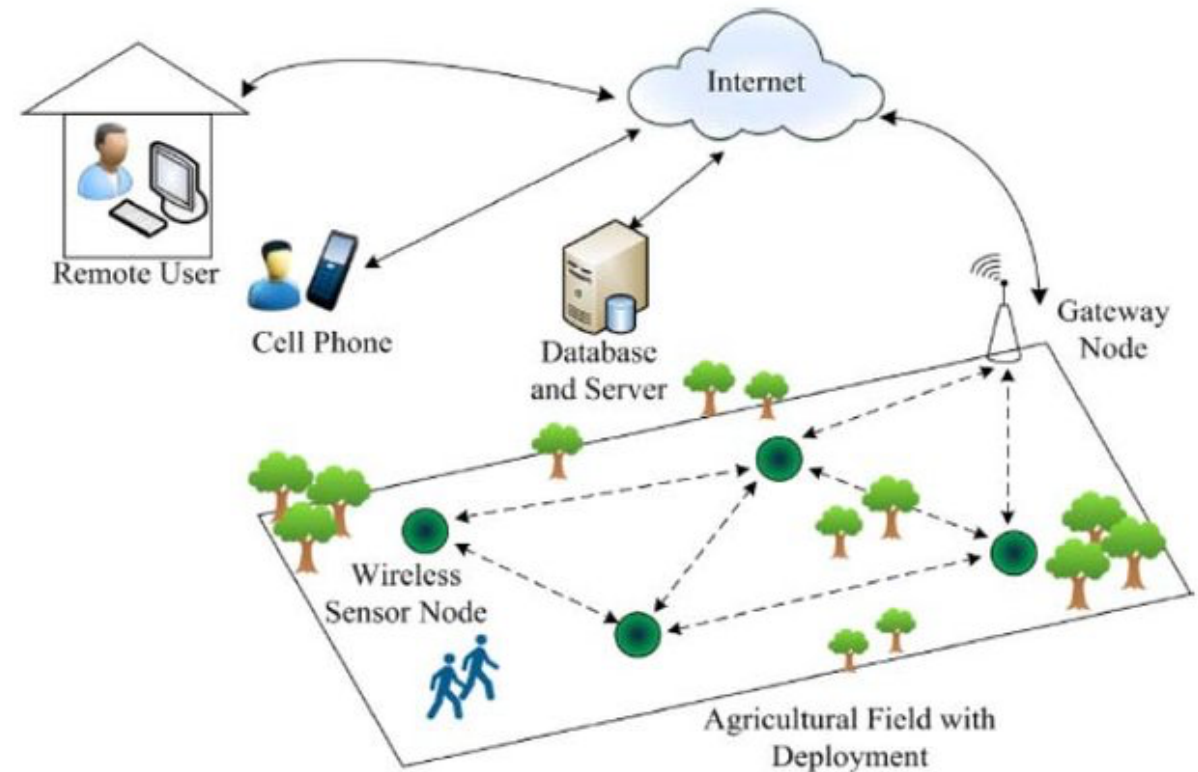 Internet
Remote User
Cell Phone
Database
and Server
Gateway
Node
Wireless
Sensor Node
Agricultural Field with
Deployment